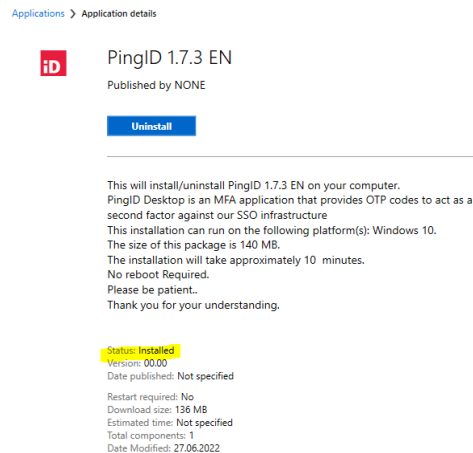 Applications > Application details
iD
PingID 1.7.3 EN
Published by NONE
Uninstall
This will install/uninstall PingID 1.7.3 EN on your computer.
PingID Desktop is an MFA application that provides OTP codes to act as a
second factor against our SSO infrastructure
This installation can run on the following platform(s): Windows 10.
The size of this package is 140 MB.
The installation will take approximately 10  minutes.
No reboot Required.
Please be patient..
Thank you for your understanding.
Status: Installed
Version: 00.00
Date published: Not specified
Restart required: No
Download size: 136 MB
Estimated time: Not specified
Total components: 1
Date Modified: 27.06.2022